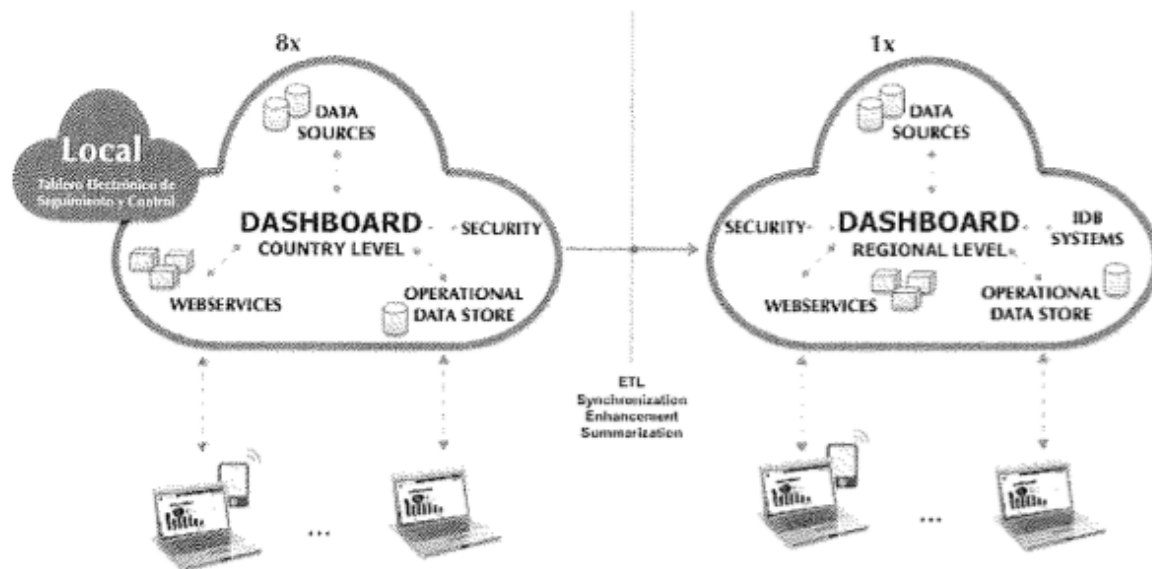 8x
DATA
SOURCES
Local
Tablero Electrónico de
Seguimiento y Control
DASHBOARD
COUNTRY LEVEL
SECURITY
WEBSERVICES
OPERATIONAL
DATA STORE
ETL
Synchronization
Enhancement
Summarization
1x
DATA
SOURCES
SECURITY
DASHBOARD
REGIONAL LEVEL
IDB
SYSTEMS
WEBSERVICES
OPERATIONAL
DATA STORE
...
...